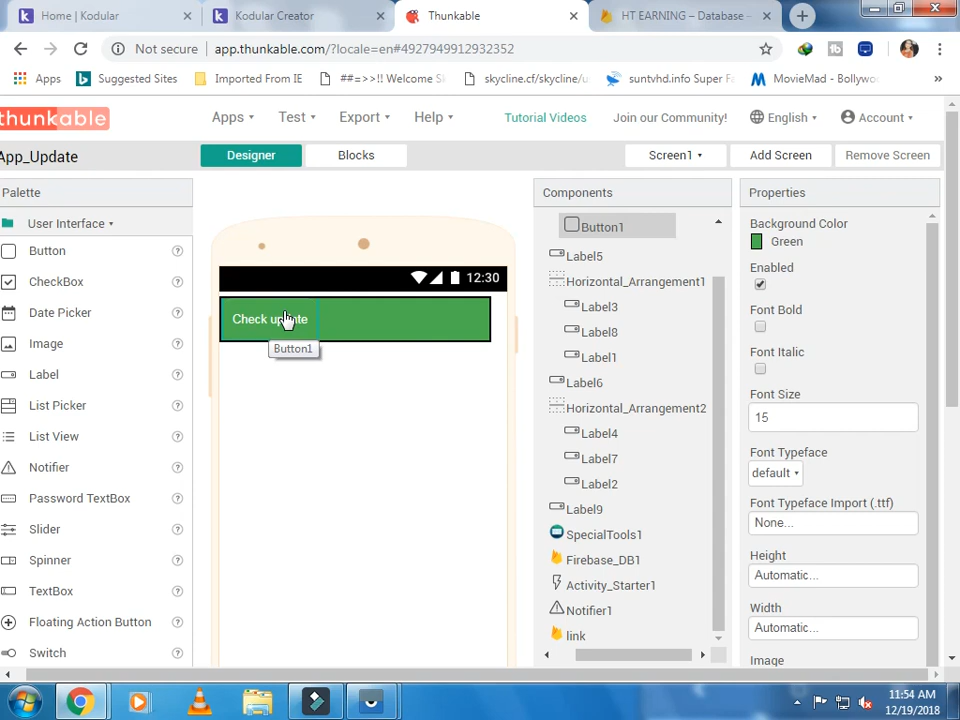 Home | Kodular
Kodular Creator
Thunkable
HT EARNING – Database -
Not secure
app.thunkable.com/?locale=en#4927949912932352
Apps
Suggested Sites
Imported From IE
##=>>!! Welcome S
skycline.cf/skycline/u
suntvhd.info Super F
MovieMad - Bollyw
»
thunkable
Apps
Test
Export
Help
Tutorial Videos
Join our Community!
English
Account
App_Update
Designer
Blocks
Screen1
Add Screen
Remove Screen
Palette
User Interface
Button
CheckBox
Date Picker
Image
Label
List Picker
List View
Notifier
Password TextBox
Slider
Spinner
TextBox
Floating Action Button
Switch
12:30
Check update
Button1
Components
Button1
Label5
Horizontal_Arrangement1
Label3
Label8
Label1
Label6
Horizontal_Arrangement2
Label4
Label7
Label2
Label9
SpecialTools1
Firebase_DB1
Activity_Starter1
Notifier1
link
Properties
Background Color
Green
Enabled
Font Bold
Font Italic
Font Size
15
Font Typeface
default
Font Typeface Import (.ttf)
None...
Height
Automatic...
Width
Automatic...
Image
11:54 AM
12/19/2018